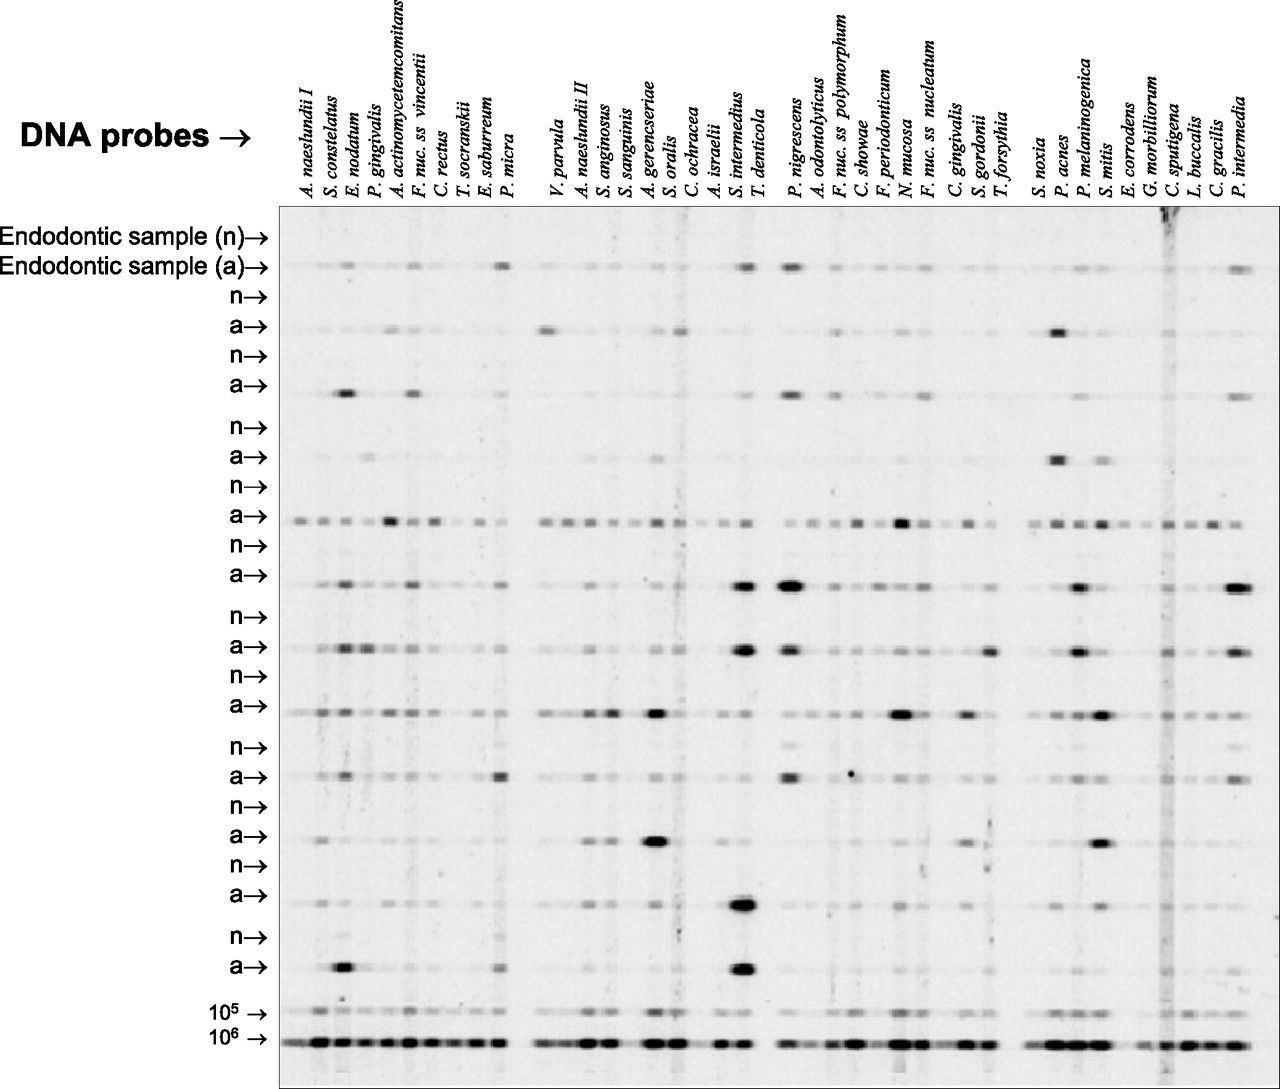 A. naeslundii I
S. constelatus
E. nodatum
P. gingivalis
A. actinomycetemcomitans
F. nuc. ss vincentii
C. rectus
T. socranskii
E. saburreum
P. micra
V. parvula
A. naeslundii II
S. anginosus
S. sanguinis
A. gerencseriae
S. oralis
C. ochracea
A. israelii
S. intermedius
T. denticola
P. nigrescens
A. odontolyticus
F. nuc. ss polymorphum
C. showae
F. periodonticum
N. mucosa
F. nuc. ss nucleatum
C. gingivalis
S. gordonii
T. forsythia
S. noxia
P. acnes
P. melaninogenica
S. mitis
E. corrodens
G. morbilliorum
C. sputigena
L. buccalis
C. gracilis
P. intermedia
DNA probes →
Endodontic sample (n)→
Endodontic sample (a)→
n→
a→
n→
a→
n→
a→
n→
a→
n→
a→
n→
a→
n→
a→
n→
a→
n→
a→
n→
a→
n→
a→
10⁵ →
10⁶ →